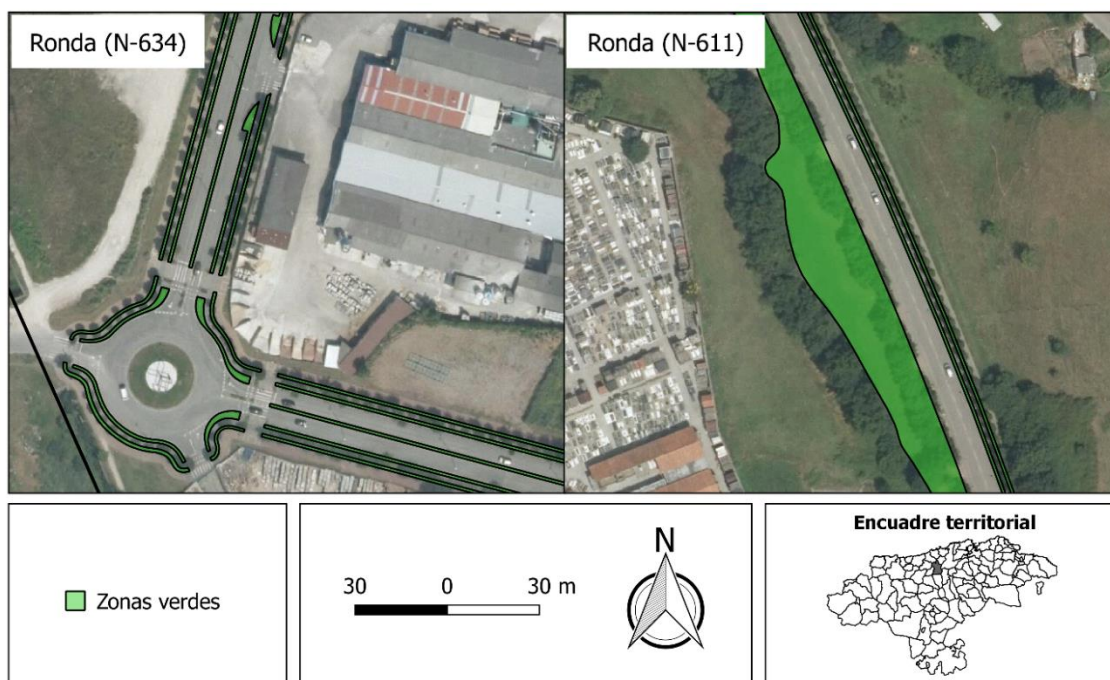 Ronda (N-634)
Ronda (N-611)
Zonas verdes
30 0 30 m
N
Encuadre territorial